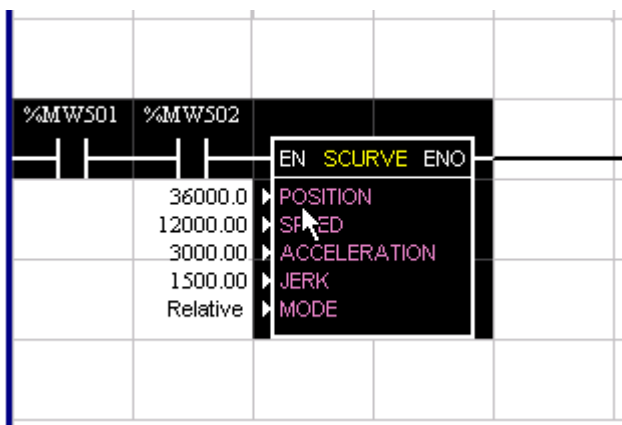 %MW501 %MW502
EN SCURVE ENO
36000.0 POSITION
12000.00 SPEED
3000.00 ACCELERATION
1500.00 JERK
Relative MODE